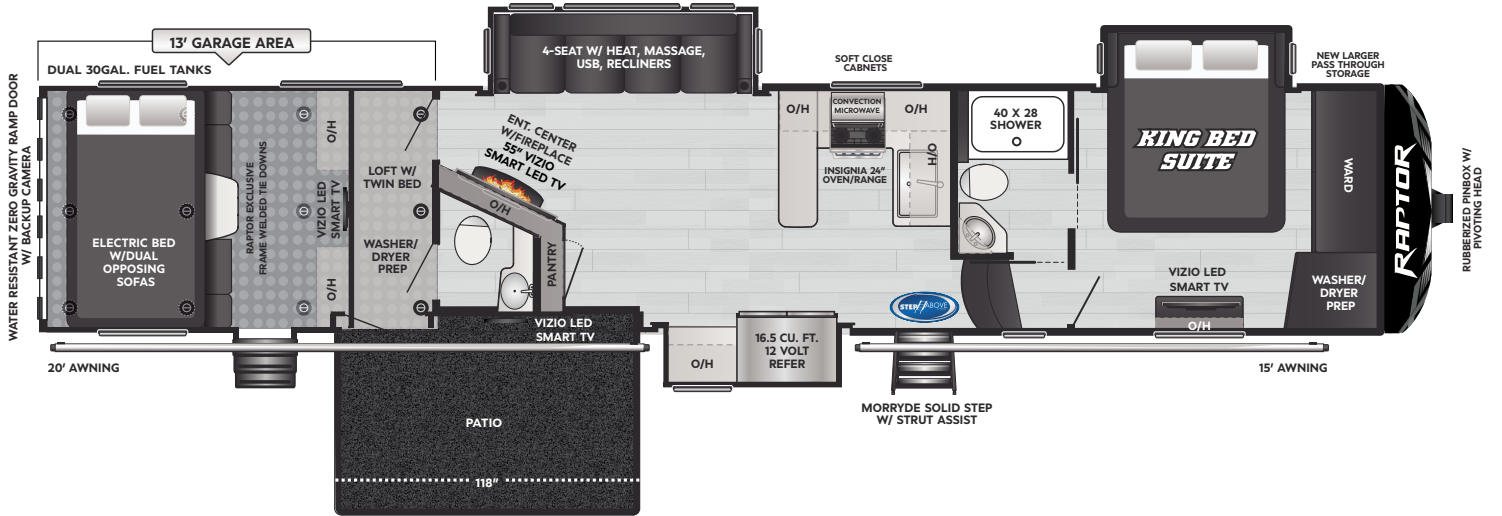 13' GARAGE AREA
DUAL 30GAL. FUEL TANKS
WATER RESISTANT ZERO GRAVITY RAMP DOOR
W/ BACKUP CAMERA
ELECTRIC BED
W/DUAL
OPPOSING
SOFAS
RAPTOR EXCLUSIVE
FRAME WELDED TIE DOWNS
O/H
VIZIO LED
SMART TV
O/H
LOFT W/
TWIN BED
WASHER/
DRYER
PREP
4-SEAT W/ HEAT, MASSAGE,
USB, RECLINERS
ENT. CENTER
W/FIREPLACE
55" VIZIO
SMART LED TV
O/H
PANTRY
VIZIO LED
SMART TV
PATIO
118"
20' AWNING
SOFT CLOSE
CABINETS
O/H
CONVECTION
MICROWAVE
O/H
O/H
INSIGNIA 24"
OVEN/RANGE
O/H
16.5 CU. FT.
12 VOLT
REFER
STEP ABOVE
MORRYDE SOLID STEP
W/ STRUT ASSIST
40 X 28
SHOWER
KING BED
SUITE
NEW LARGER
PASS THROUGH
STORAGE
WARD
WASHER/
DRYER
PREP
VIZIO LED
SMART TV
O/H
15' AWNING
RAPTOR
RUBBERIZED PINBOX W/
PIVOTING HEAD